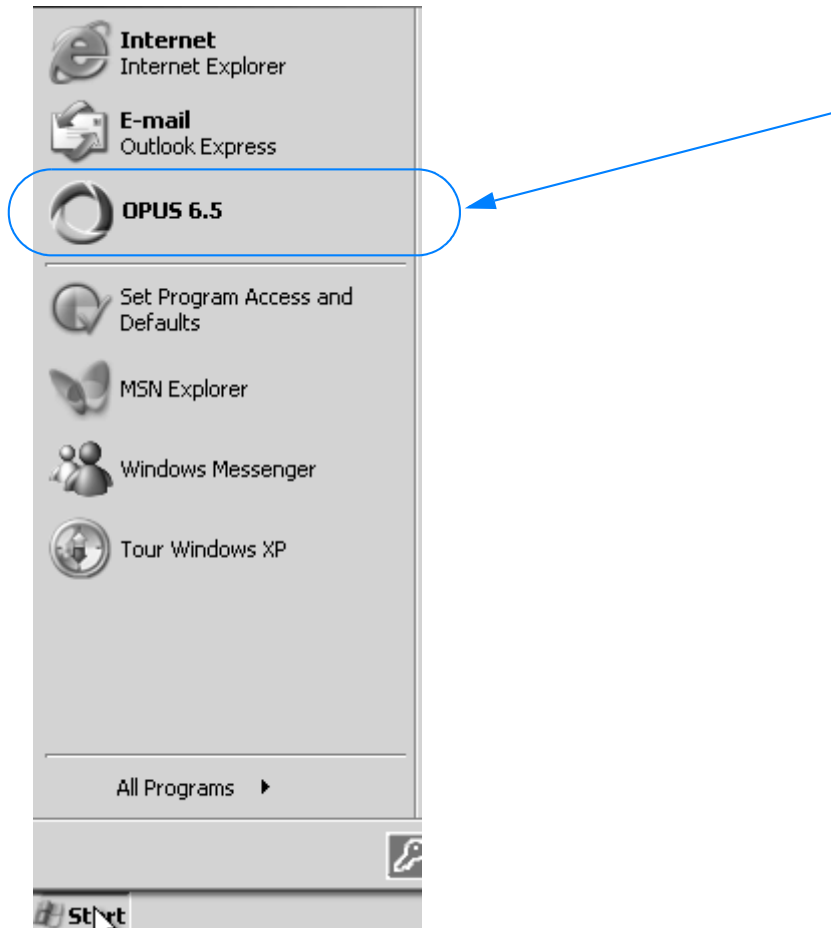 Internet
Internet Explorer
E-mail
Outlook Express
OPUS 6.5
Set Program Access and
Defaults
MSN Explorer
Windows Messenger
Tour Windows XP
All Programs
Start